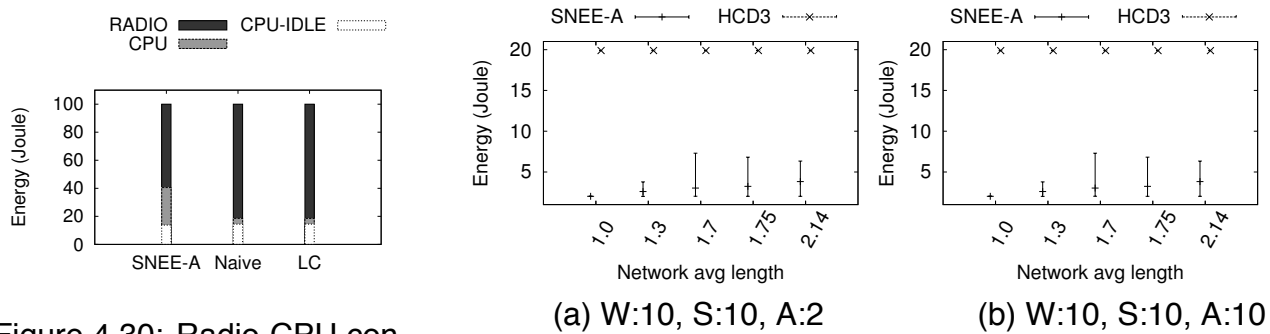 RADIO CPU-IDLE
CPU
Energy (Joule)
100
80
60
40
20
0
SNEE-A Naive LC
SNEE-A HCD3
Energy (Joule)
20
15
10
5
1.0 1.3 1.7 1.75 2.14
Network avg length
(a) W:10, S:10, A:2
SNEE-A HCD3
Energy (Joule)
20
15
10
5
1.0 1.3 1.7 1.75 2.14
Network avg length
(b) W:10, S:10, A:10
Figure 4.30: Radio CPU con